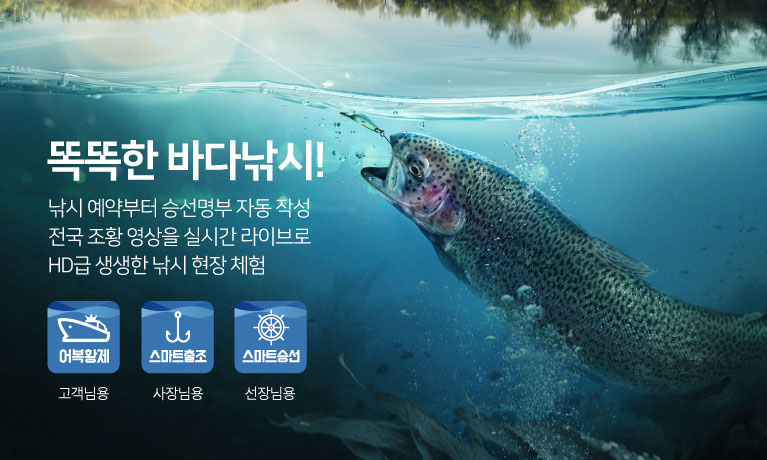 똑똑한 바다낚시!
낚시 예약부터 승선명부 자동 작성
전국 조황 영상을 실시간 라이브로
HD급 생생한 낚시 현장 체험
어복황제 스마트출조 스마트승선
고객님용 사장님용 선장님용